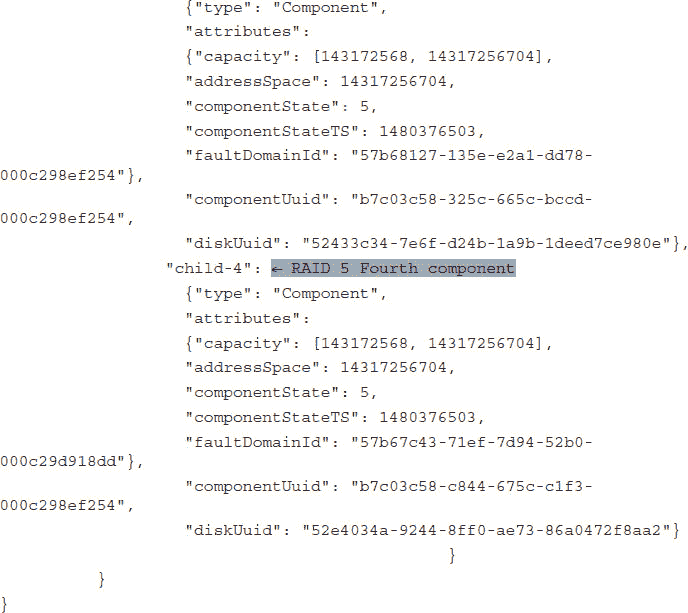 {"type": "Component",
"attributes":
{"capacity": [143172568, 14317256704],
"addressSpace": 14317256704,
"componentState": 5,
"componentStateTS": 1480376503,
"faultDomainId": "57b68127-135e-e2a1-dd78-
000c298ef254"},
"componentUuid": "b7c03c58-325c-665c-bccd-
000c298ef254",
"diskUuid": "52433c34-7e6f-d24b-1a9b-1deed7ce980e"},
"child-4": ← RAID 5 Fourth component
{"type": "Component",
"attributes":
{"capacity": [143172568, 14317256704],
"addressSpace": 14317256704,
"componentState": 5,
"componentStateTS": 1480376503,
"faultDomainId": "57b67c43-71ef-7d94-52b0-
000c29d918dd"},
"componentUuid": "b7c03c58-c844-675c-c1f3-
000c298ef254",
"diskUuid": "52e4034a-9244-8ff0-ae73-86a0472f8aa2"}
}
}
}